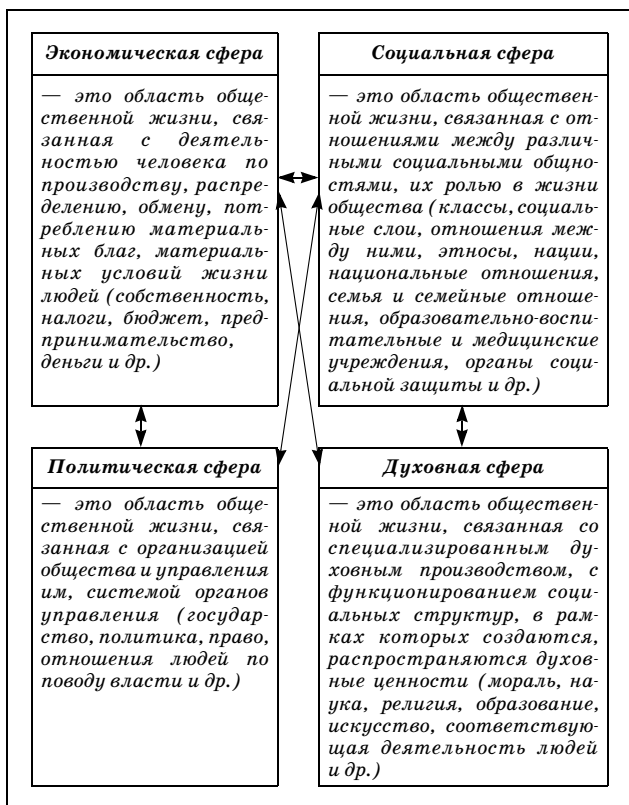 Экономическая сфера
— это область обще-
ственной жизни, свя-
занная с деятель-
ностью человека по
производству, распре-
делению, обмену, пот-
реблению материаль-
ных благ, материаль-
ных условий жизни
людей (собственность,
налоги, бюджет, пред-
принимательство,
деньги и др.)
Социальная сфера
— это область обществен-
ной жизни, связанная с от-
ношениями между различ-
ными социальными общно-
стями, их ролью в жизни
общества (классы, социаль-
ные слои, отношения меж-
ду ними, этносы, нации,
национальные отношения,
семья и семейные отноше-
ния, образовательно-воспи-
тательные и медицинские
учреждения, органы соци-
альной защиты и др.)
Политическая сфера
— это область обще-
ственной жизни, свя-
занная с организацией
общества и управления
им, системой органов
управления (государ-
ство, политика, право,
отношения людей по
поводу власти и др.)
Духовная сфера
— это область обществен-
ной жизни, связанная со
специализированным ду-
ховным производством, с
функционированием соци-
альных структур, в рам-
ках которых создаются,
распространяются духов-
ные ценности (мораль, на-
ука, религия, образование,
искусство, соответствую-
щая деятельность людей
и др.)